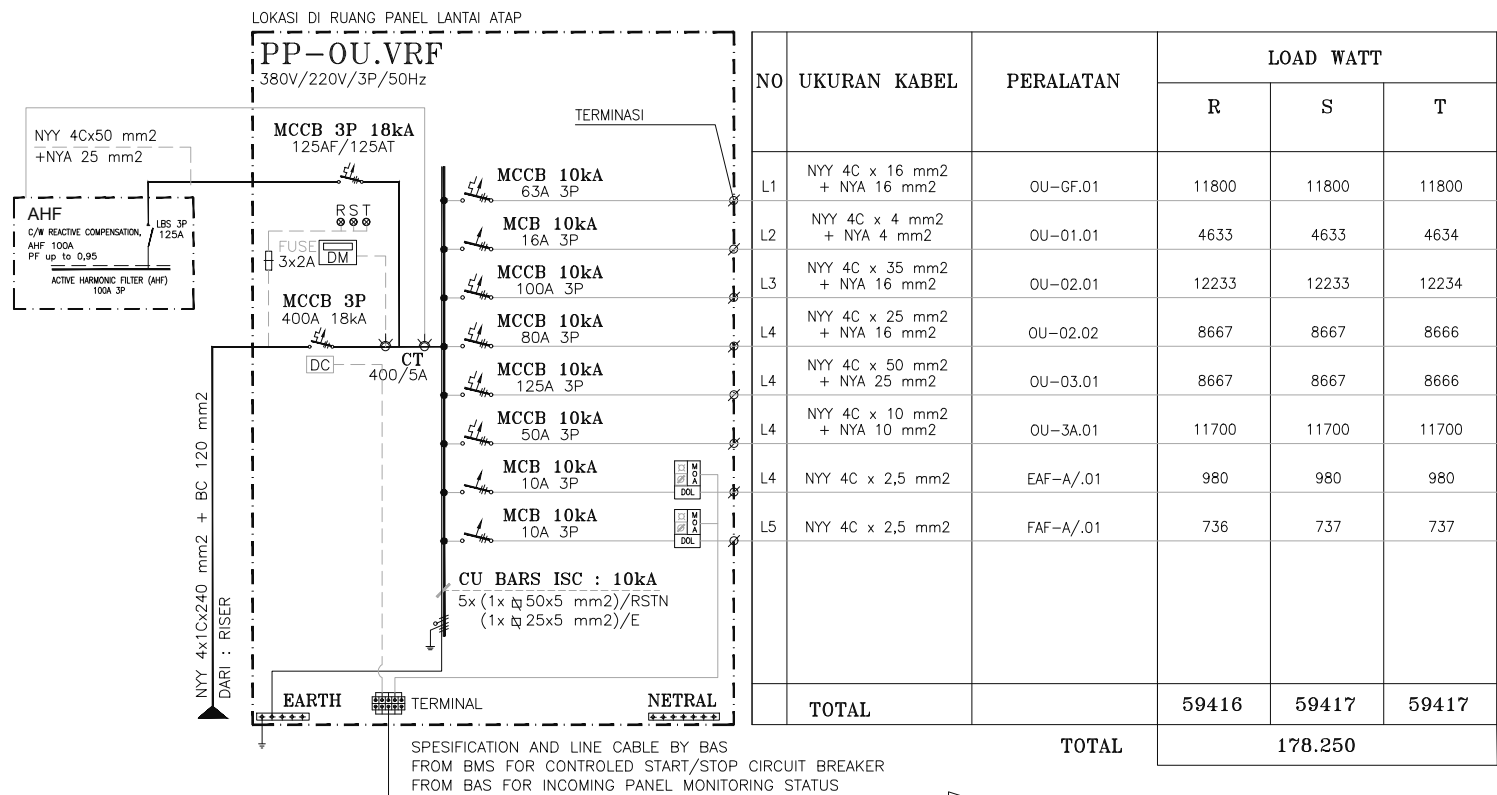 LOKASI DI RUANG PANEL LANTAI ATAP
PP-OU.VRF
380V/220V/3P/50Hz
NYY 4Cx50 mm2
+NYA 25 mm2
MCCB 3P 18kA
125AF/125AT
TERMINASI
AHF
C/W REACTIVE COMPENSATION,
AHF 100A
PF up to 0,95
LBS 3P
125A
ACTIVE HARMONIC FILTER (AHF)
100A 3P
R S T
FUSE
3x2A
DM
MCCB 3P
400A 18kA
DC
CT
400/5A
MCCB 10kA
63A 3P
MCB 10kA
16A 3P
MCCB 10kA
100A 3P
MCCB 10kA
80A 3P
MCCB 10kA
125A 3P
MCCB 10kA
50A 3P
MCB 10kA
10A 3P
M
O
A
DOL
MCB 10kA
10A 3P
M
O
A
DOL
CU BARS ISC : 10kA
5x (1x 50x5 mm2)/RSTN
(1x 25x5 mm2)/E
NYY 4x1Cx240 mm2 + BC 120 mm2
DARI : RISER
EARTH
TERMINAL
NETRAL
SPESIFICATION AND LINE CABLE BY BAS
FROM BMS FOR CONTROLED START/STOP CIRCUIT BREAKER
FROM BAS FOR INCOMING PANEL MONITORING STATUS
NO UKURAN KABEL PERALATAN LOAD WATT
R S T
L1 NYY 4C x 16 mm2
+ NYA 16 mm2 OU-GF.01 11800 11800 11800
L2 NYY 4C x 4 mm2
+ NYA 4 mm2 OU-01.01 4633 4633 4634
L3 NYY 4C x 35 mm2
+ NYA 16 mm2 OU-02.01 12233 12233 12234
L4 NYY 4C x 25 mm2
+ NYA 16 mm2 OU-02.02 8667 8667 8666
L4 NYY 4C x 50 mm2
+ NYA 25 mm2 OU-03.01 8667 8667 8666
L4 NYY 4C x 10 mm2
+ NYA 10 mm2 OU-3A.01 11700 11700 11700
L4 NYY 4C x 2,5 mm2 EAF-A/.01 980 980 980
L5 NYY 4C x 2,5 mm2 FAF-A/.01 736 737 737
TOTAL 59416 59417 59417
TOTAL 178.250